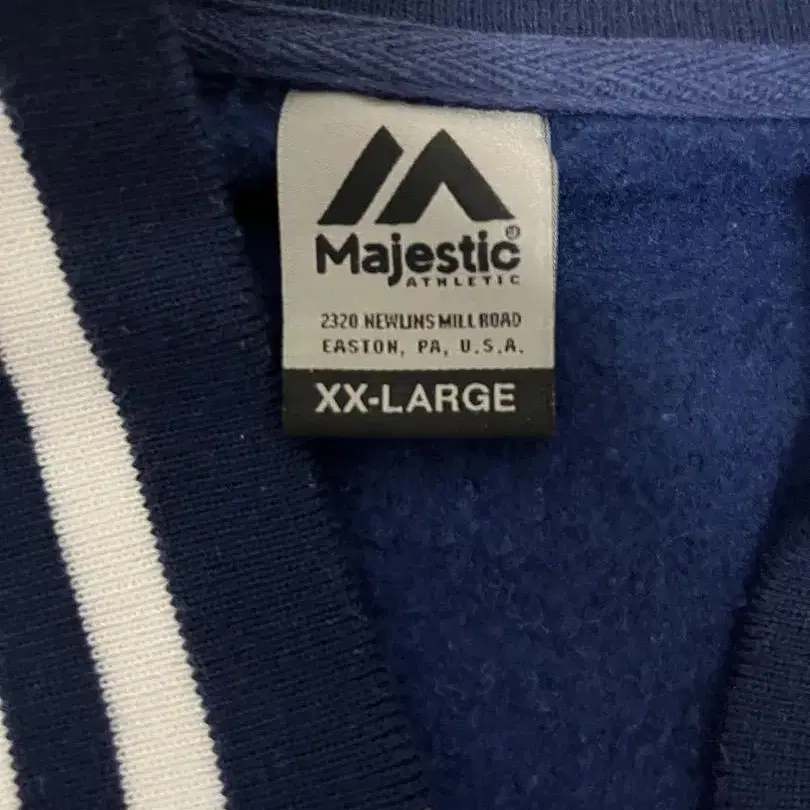 Majestic®
ATHLETIC
2320 NEWLINS MILL ROAD
EASTON, PA, U.S.A.
XX-LARGE